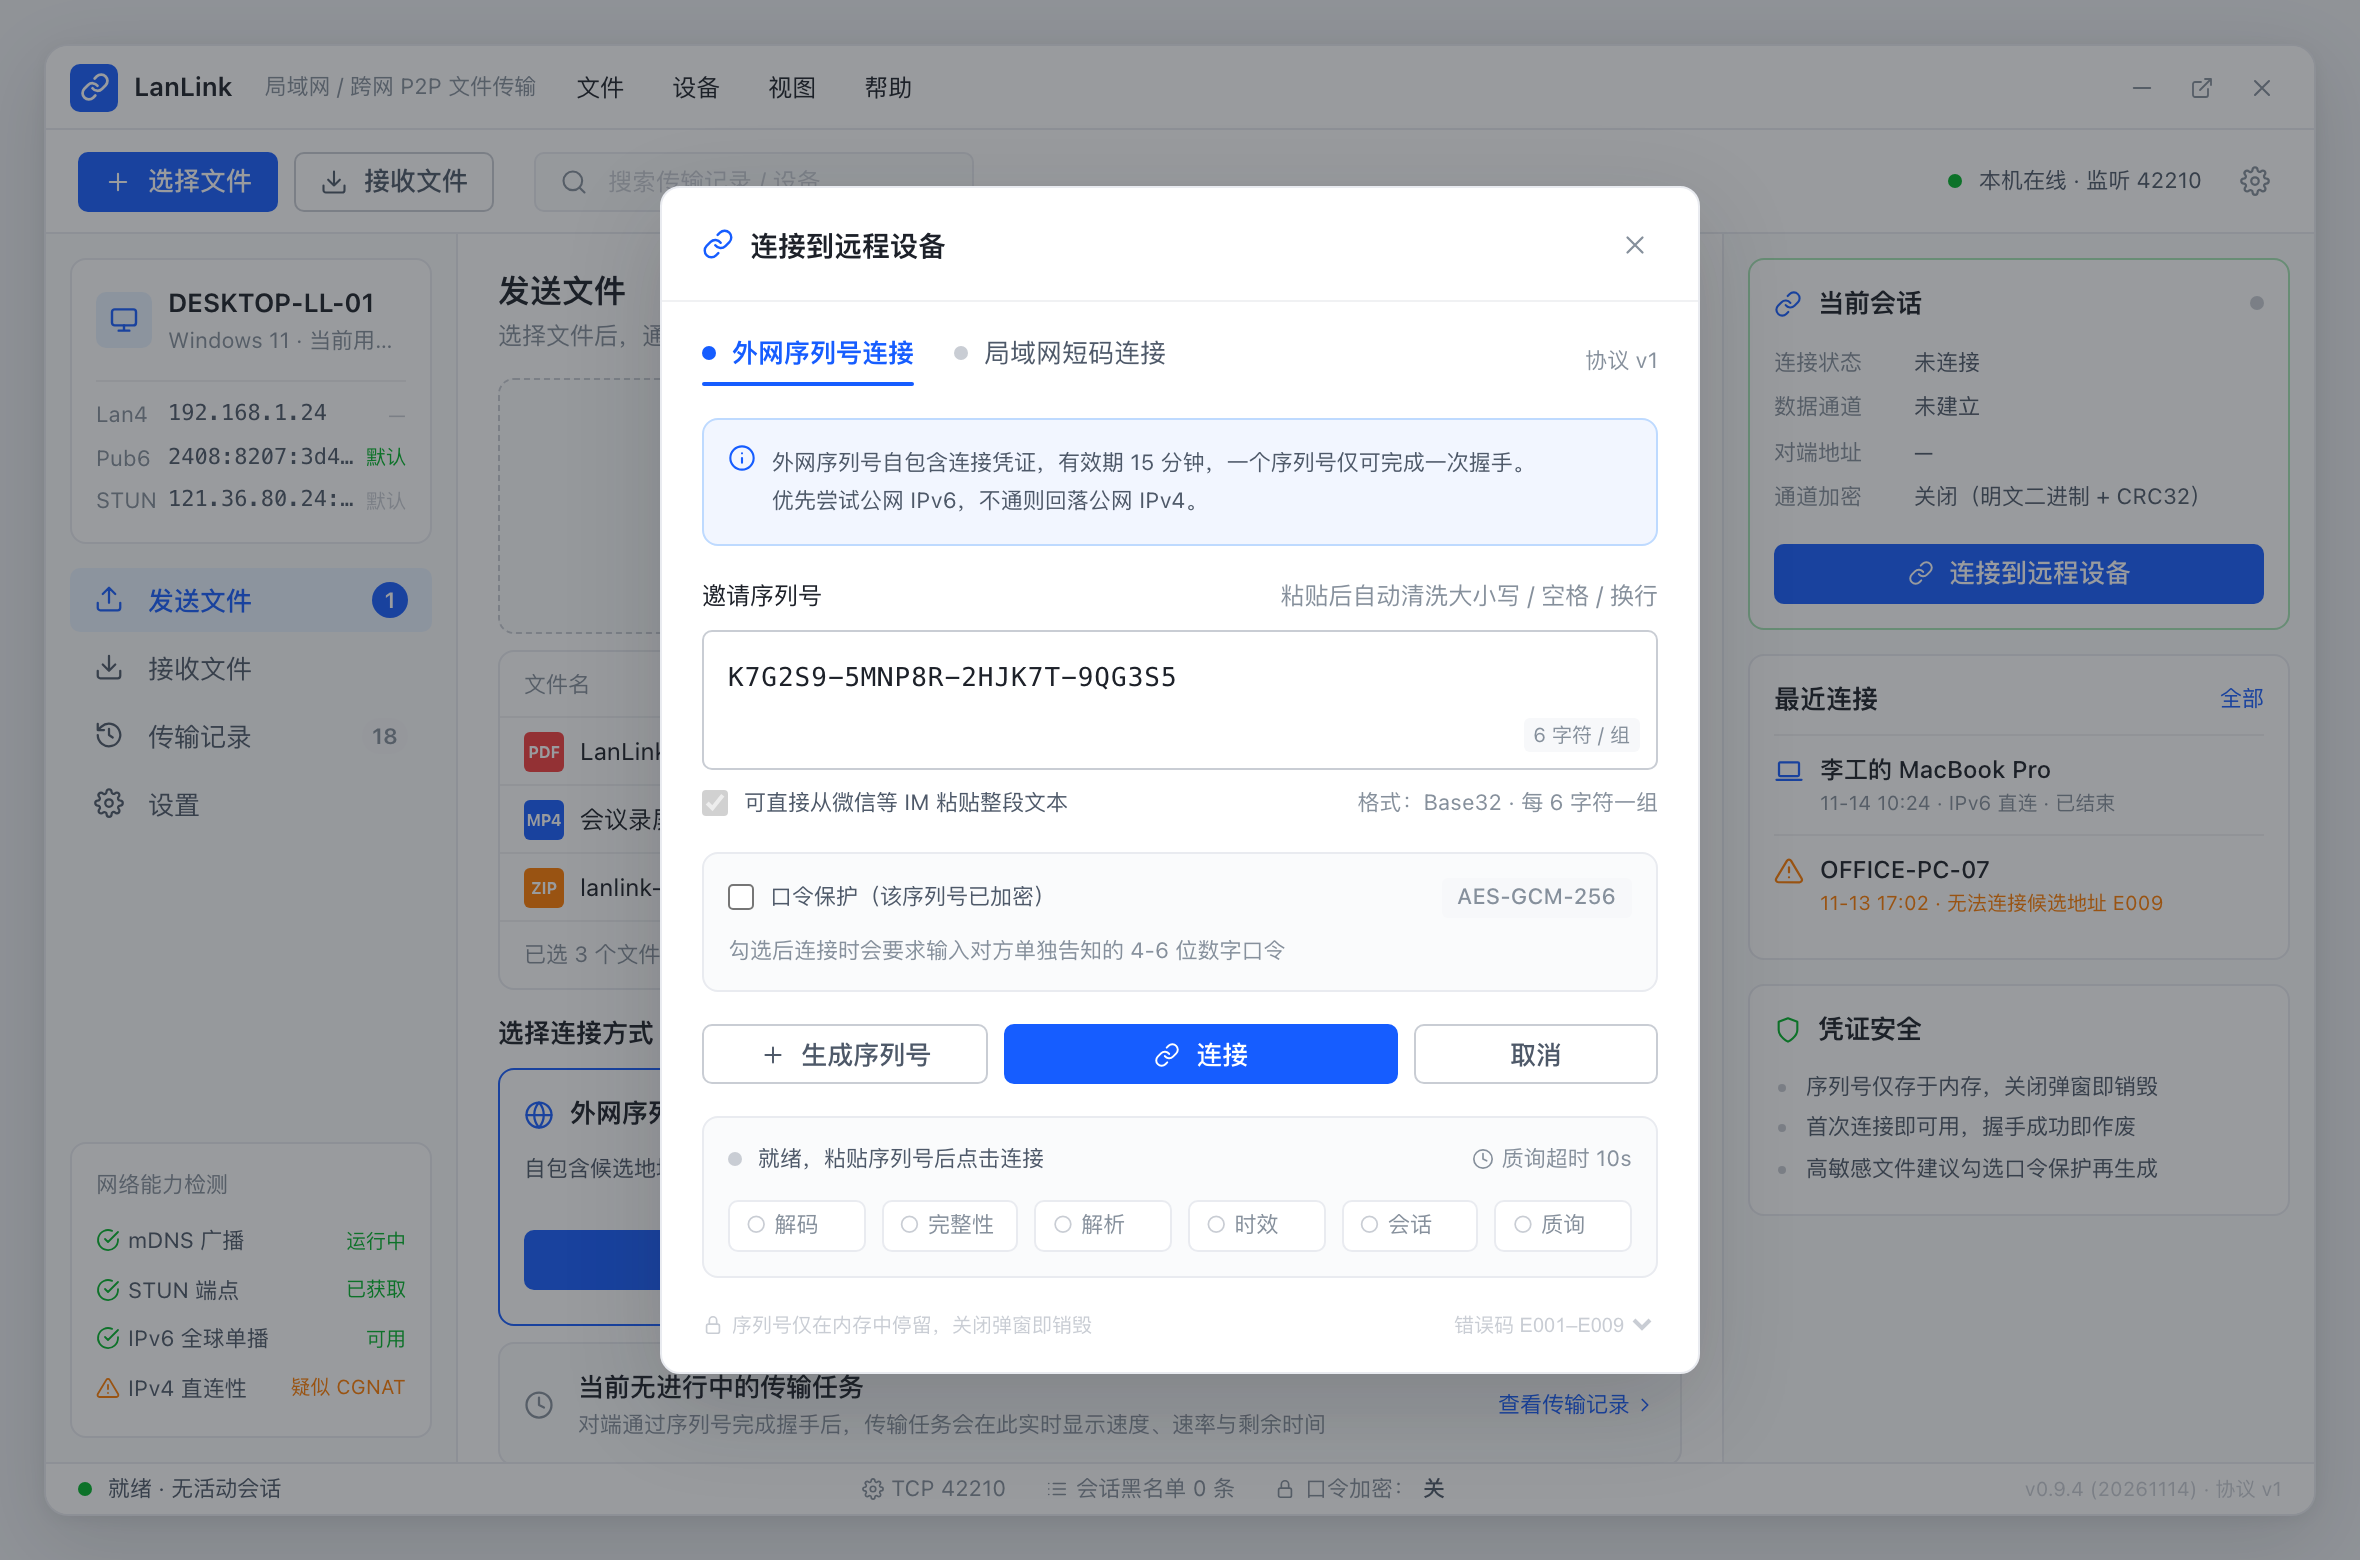 LanLink 局域网 / 跨网 P2P 文件传输 文件 设备 视图 帮助
选择文件 接收文件 搜索传输记录 / 设备 本机在线 · 监听 42210
DESKTOP-LL-01
Windows 11 · 当前用...
Lan4 192.168.1.24 —
Pub6 2408:8207:3d4… 默认
STUN 121.36.80.24:… 默认
发送文件 1
接收文件
传输记录 18
设置
网络能力检测
mDNS 广播 运行中
STUN 端点 已获取
IPv6 全球单播 可用
IPv4 直连性 疑似 CGNAT
发送文件
选择文件后，通
文件名
PDF LanLink
MP4 会议录屏
ZIP lanlink-
已选 3 个文件
选择连接方式
外网序列
自包含候选地址
当前无进行中的传输任务
对端通过序列号完成握手后，传输任务会在此实时显示速度、速率与剩余时间
查看传输记录
连接到远程设备
外网序列号连接 局域网短码连接 协议 v1
外网序列号自包含连接凭证，有效期 15 分钟，一个序列号仅可完成一次握手。
优先尝试公网 IPv6，不通则回落公网 IPv4。
邀请序列号 粘贴后自动清洗大小写 / 空格 / 换行
K7G2S9–5MNP8R–2HJK7T–9QG3S5
6 字符 / 组
可直接从微信等 IM 粘贴整段文本 格式：Base32 · 每 6 字符一组
口令保护（该序列号已加密） AES-GCM-256
勾选后连接时会要求输入对方单独告知的 4-6 位数字口令
生成序列号 连接 取消
就绪，粘贴序列号后点击连接 质询超时 10s
解码 完整性 解析 时效 会话 质询
序列号仅在内存中停留，关闭弹窗即销毁 错误码 E001–E009
当前会话
连接状态 未连接
数据通道 未建立
对端地址 —
通道加密 关闭（明文二进制 + CRC32）
连接到远程设备
最近连接 全部
李工的 MacBook Pro
11-14 10:24 · IPv6 直连 · 已结束
OFFICE-PC-07
11-13 17:02 · 无法连接候选地址 E009
凭证安全
序列号仅存于内存，关闭弹窗即销毁
首次连接即可用，握手成功即作废
高敏感文件建议勾选口令保护再生成
就绪 · 无活动会话 TCP 42210 会话黑名单 0 条 口令加密： 关 v0.9.4 (20261114) · 协议 v1